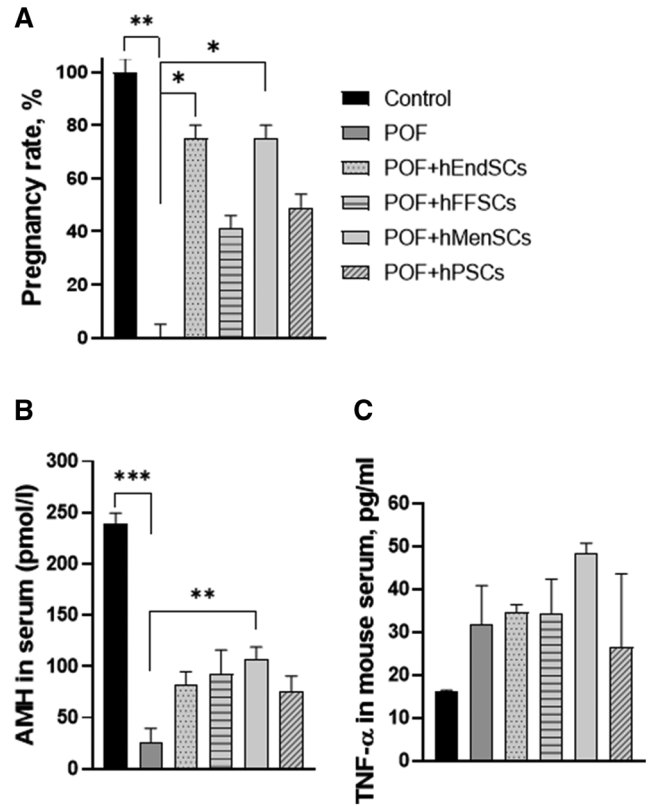 A
Pregnancy rate, %
100
80
60
40
20
0
**
*
*
Control
POF
POF+hEndSCs
POF+hFFSCs
POF+hMenSCs
POF+hPSCs
B
AMH in serum (pmol/l)
300
250
200
150
100
50
0
***
**
C
TNF-α in mouse serum, pg/ml
60
50
40
30
20
10
0